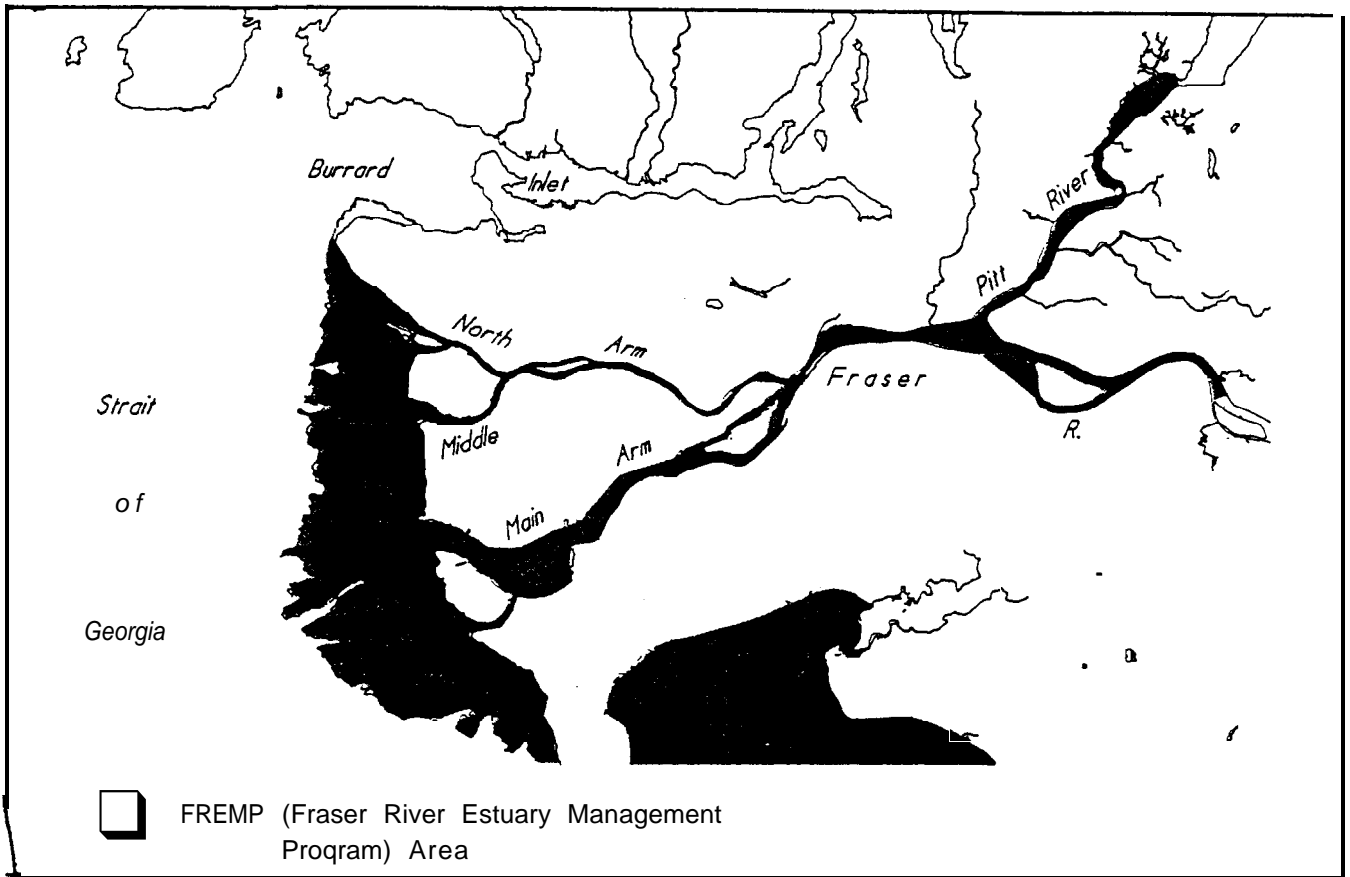 Burrard
Inlet
River
Pitt
North
Arm
Fraser
Strait
Middle
Arm
R.
of
Main
Georgia
FREMP (Fraser River Estuary Management
Proqram) Area